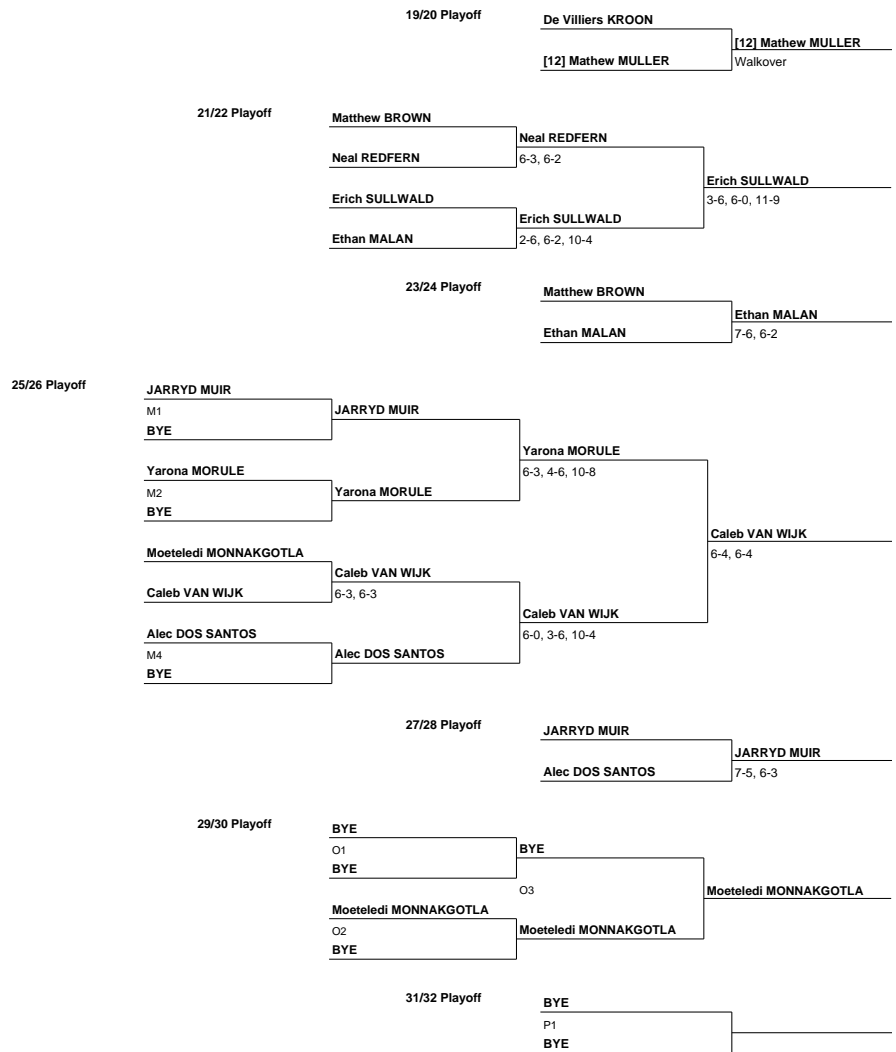 19/20 Playoff
De Villiers KROON
[12] Mathew MULLER
[12] Mathew MULLER
Walkover
21/22 Playoff
Matthew BROWN
Neal REDFERN
Neal REDFERN
6-3, 6-2
Erich SULLWALD
3-6, 6-0, 11-9
Erich SULLWALD
Erich SULLWALD
Ethan MALAN
2-6, 6-2, 10-4
23/24 Playoff
Matthew BROWN
Ethan MALAN
Ethan MALAN
7-6, 6-2
25/26 Playoff
JARRYD MUIR
M1
JARRYD MUIR
BYE
Yarona MORULE
6-3, 4-6, 10-8
Yarona MORULE
M2
Yarona MORULE
BYE
Caleb VAN WIJK
6-4, 6-4
Moeteledi MONNAKGOTLA
Caleb VAN WIJK
Caleb VAN WIJK
6-3, 6-3
Caleb VAN WIJK
6-0, 3-6, 10-4
Alec DOS SANTOS
M4
Alec DOS SANTOS
BYE
27/28 Playoff
JARRYD MUIR
JARRYD MUIR
Alec DOS SANTOS
7-5, 6-3
29/30 Playoff
BYE
O1
BYE
BYE
O3
Moeteledi MONNAKGOTLA
Moeteledi MONNAKGOTLA
O2
Moeteledi MONNAKGOTLA
BYE
31/32 Playoff
BYE
P1
BYE